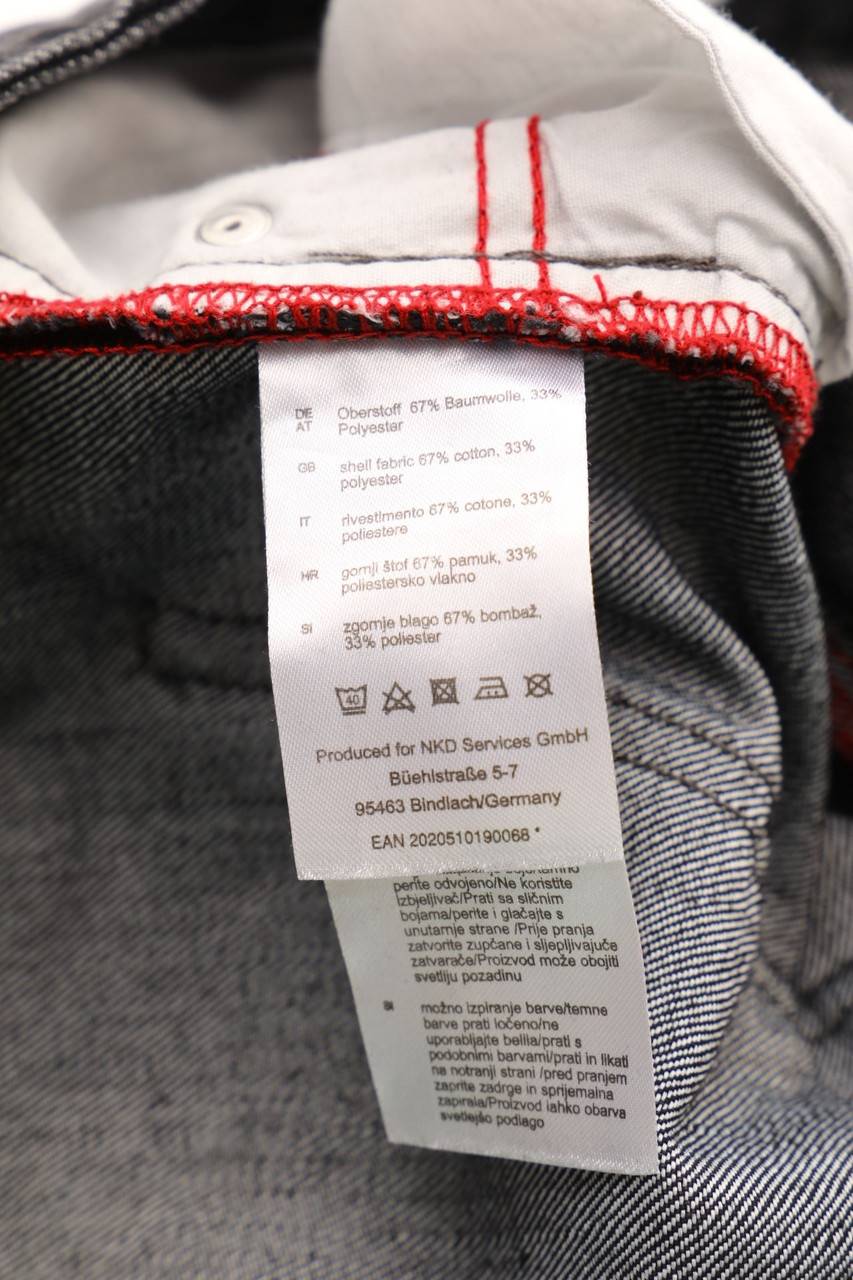 DE Oberstoff 67% Baumwolle, 33%
AT Polyester
GB shell fabric 67% cotton, 33%
polyester
IT rivestimento 67% cotone, 33%
poliestere
HR gornji štof 67% pamuk, 33%
poliestersko vlakno
SI zgornje blago 67% bombaž,
33% poliester
40
Produced for NKD Services GmbH
Büehlstraße 5-7
95463 Bindlach/Germany
EAN 2020510190068 *
perite odvojeno/Ne koristite
izbjeljivač/Prati sa sličnim
bojama/perite i glačajte s
unutarnje strane /Prije pranja
zatvorite zupčane i sljepljivajuče
zatvarače/Proizvod može obojiti
svetliju pozadinu
SI možno izpiranje barve/temne
barve prati ločeno/ne
uporabljajte belila/prati s
podobnimi barvami/prati in likati
na notranji strani /pred pranjem
zaprite zadrge in sprijemalna
zapirala/Proizvod lahko obarva
svetlejšo podlago